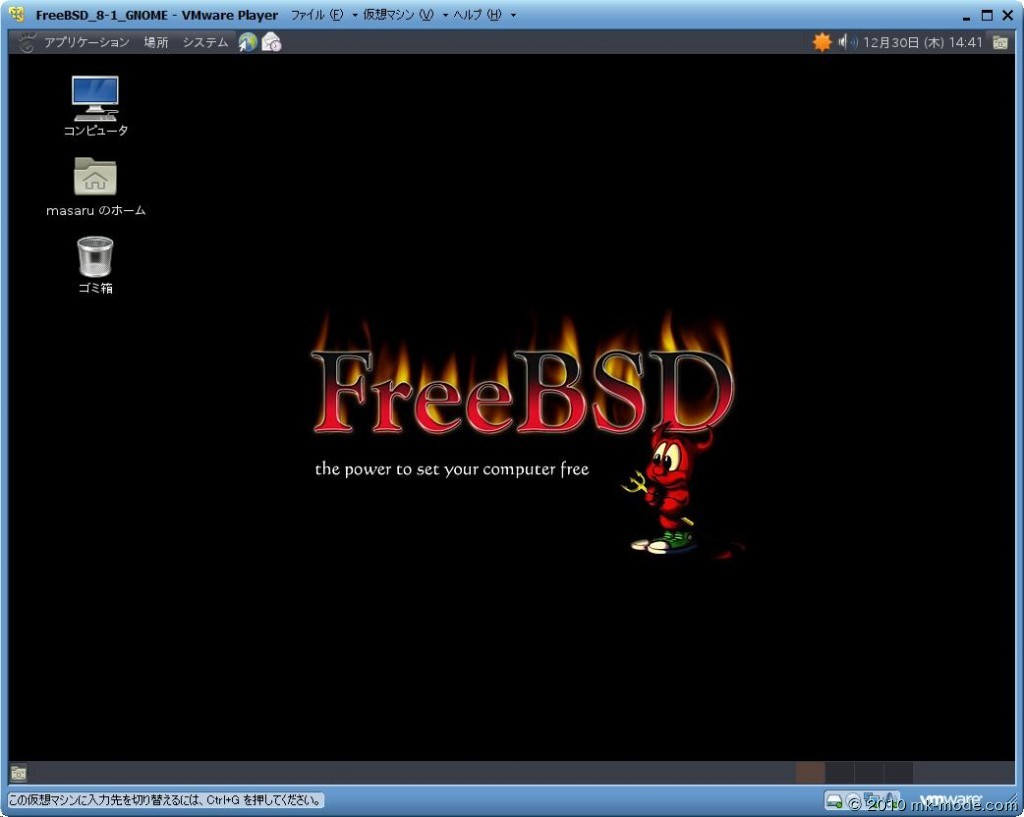 FreeBSD_8-1_GNOME - VMware Player ファイル(F) 仮想マシン(V) ヘルプ(H)
アプリケーション 場所 システム 12月30日 (木) 14:41
コンピュータ
masaru のホーム
ゴミ箱
FreeBSD
the power to set your computer free
この仮想マシンに入力先を切り替えるには、Ctrl+G を押してください。
vmware
© 2010 mk-mode.com